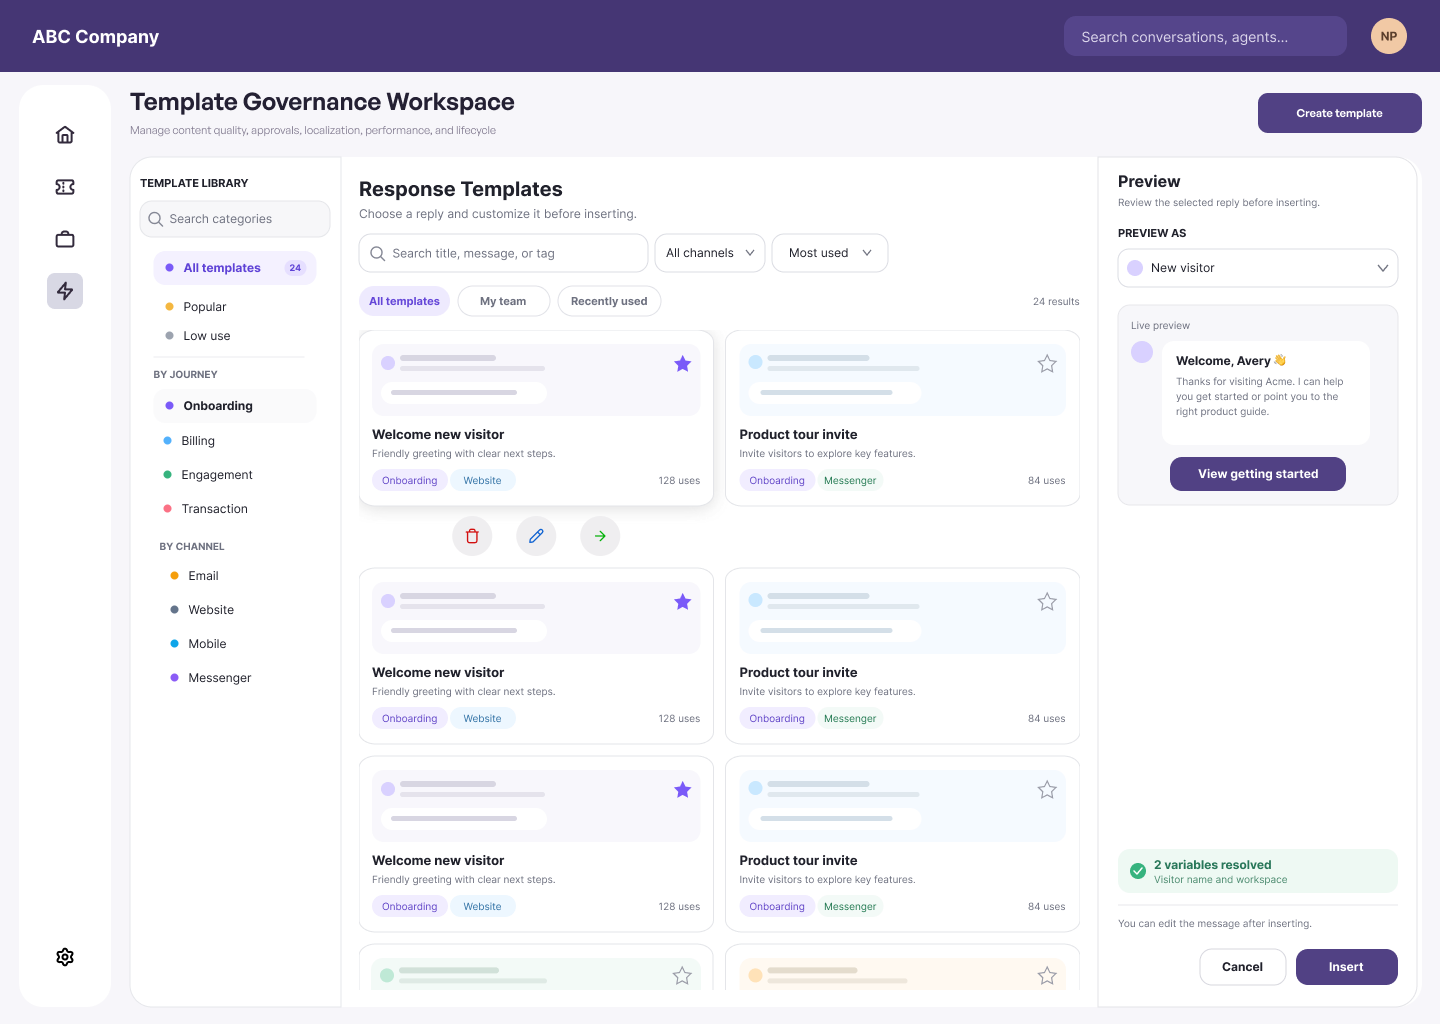 ABC Company
Search conversations, agents...
NP
Template Governance Workspace
Manage content quality, approvals, localization, performance, and lifecycle
Create template
TEMPLATE LIBRARY
Search categories
All templates
24
Popular
Low use
BY JOURNEY
Onboarding
Billing
Engagement
Transaction
BY CHANNEL
Email
Website
Mobile
Messenger
Response Templates
Choose a reply and customize it before inserting.
Search title, message, or tag
All channels
Most used
All templates
My team
Recently used
24 results
Welcome new visitor
Friendly greeting with clear next steps.
Onboarding
Website
128 uses
Product tour invite
Invite visitors to explore key features.
Onboarding
Messenger
84 uses
Welcome new visitor
Friendly greeting with clear next steps.
Onboarding
Website
128 uses
Product tour invite
Invite visitors to explore key features.
Onboarding
Messenger
84 uses
Welcome new visitor
Friendly greeting with clear next steps.
Onboarding
Website
128 uses
Product tour invite
Invite visitors to explore key features.
Onboarding
Messenger
84 uses
Preview
Review the selected reply before inserting.
PREVIEW AS
New visitor
Live preview
Welcome, Avery 👋
Thanks for visiting Acme. I can help
you get started or point you to the
right product guide.
View getting started
2 variables resolved
Visitor name and workspace
You can edit the message after inserting.
Cancel
Insert